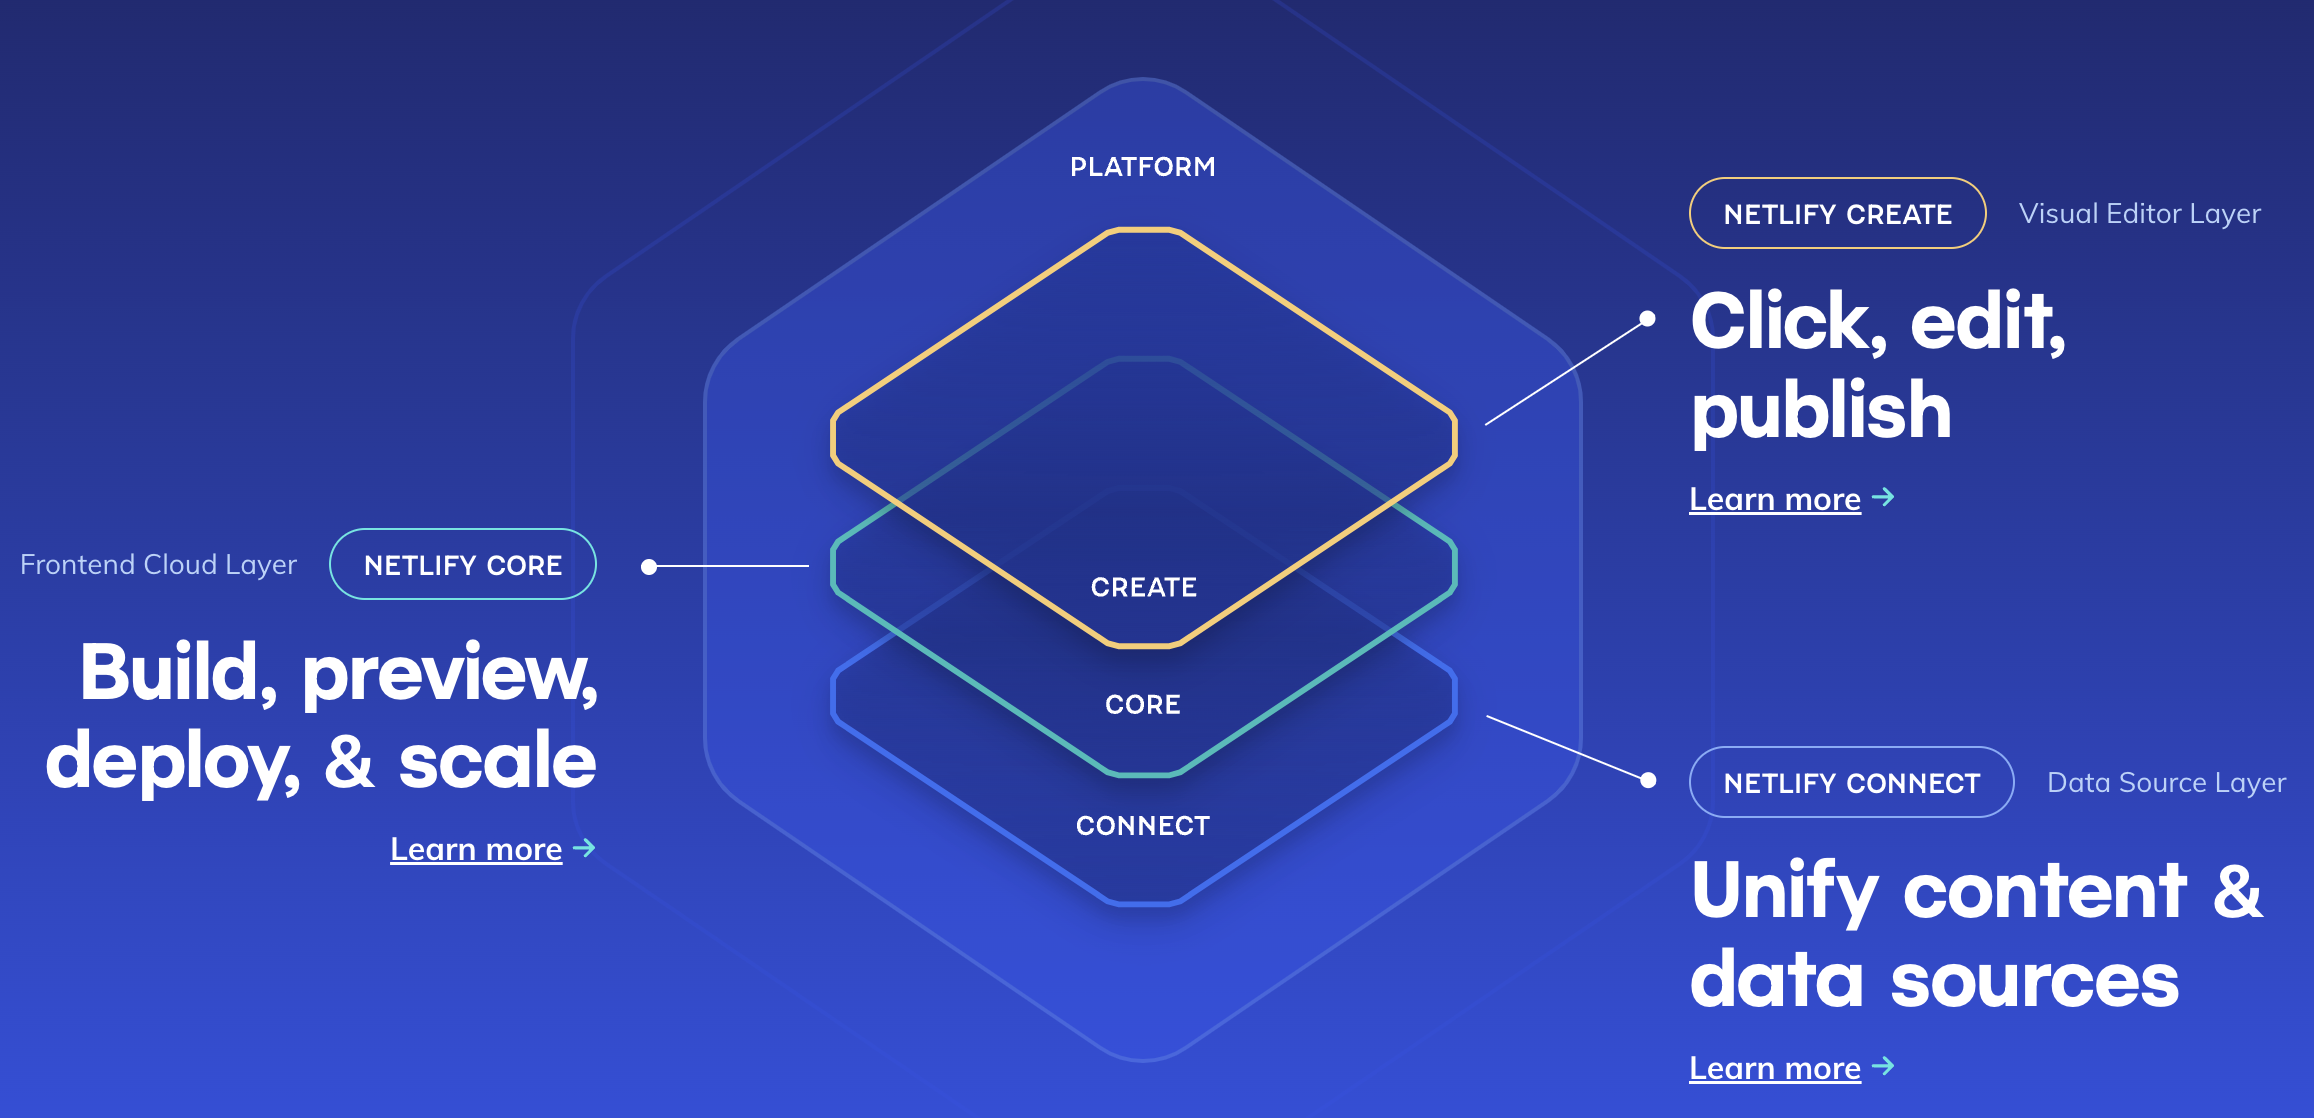 PLATFORM
CREATE
CORE
CONNECT
Frontend Cloud Layer
NETLIFY CORE
Build, preview,
deploy, & scale
Learn more →
NETLIFY CREATE
Visual Editor Layer
Click, edit,
publish
Learn more →
NETLIFY CONNECT
Data Source Layer
Unify content &
data sources
Learn more →